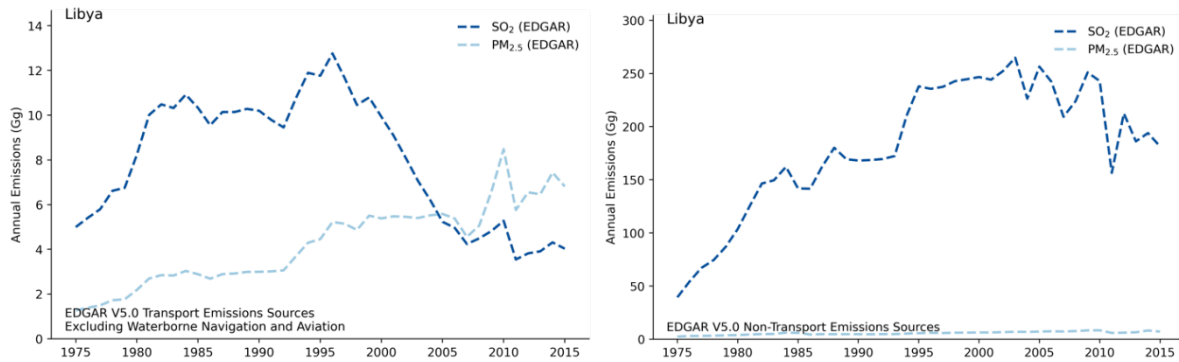 Libya
SO₂ (EDGAR)
PM₂.₅ (EDGAR)
Annual Emissions (Gg)
14
12
10
8
6
4
2
0
EDGAR V5.0 Transport Emissions Sources
Excluding Waterborne Navigation and Aviation
1975 1980 1985 1990 1995 2000 2005 2010 2015
Libya
SO₂ (EDGAR)
PM₂.₅ (EDGAR)
Annual Emissions (Gg)
300
250
200
150
100
50
0
EDGAR V5.0 Non-Transport Emissions Sources
1975 1980 1985 1990 1995 2000 2005 2010 2015